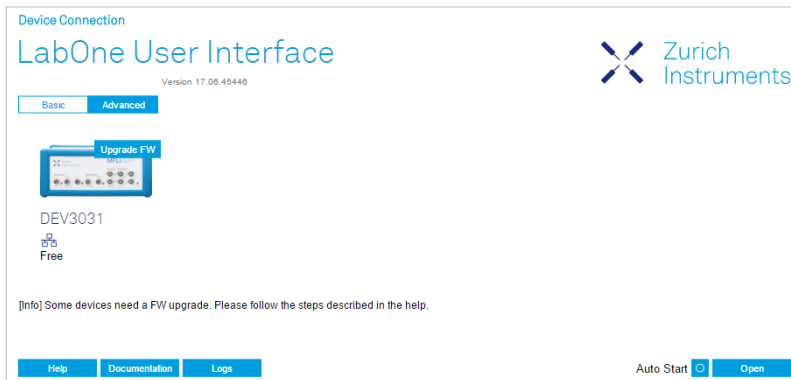 Device Connection
LabOne User Interface
Version 17.06.45446
Zurich
Instruments
Basic
Advanced
Upgrade FW
MFLI
DEV3031
Free
[Info] Some devices need a FW upgrade. Please follow the steps described in the help.
Help
Documentation
Logs
Auto Start
Open